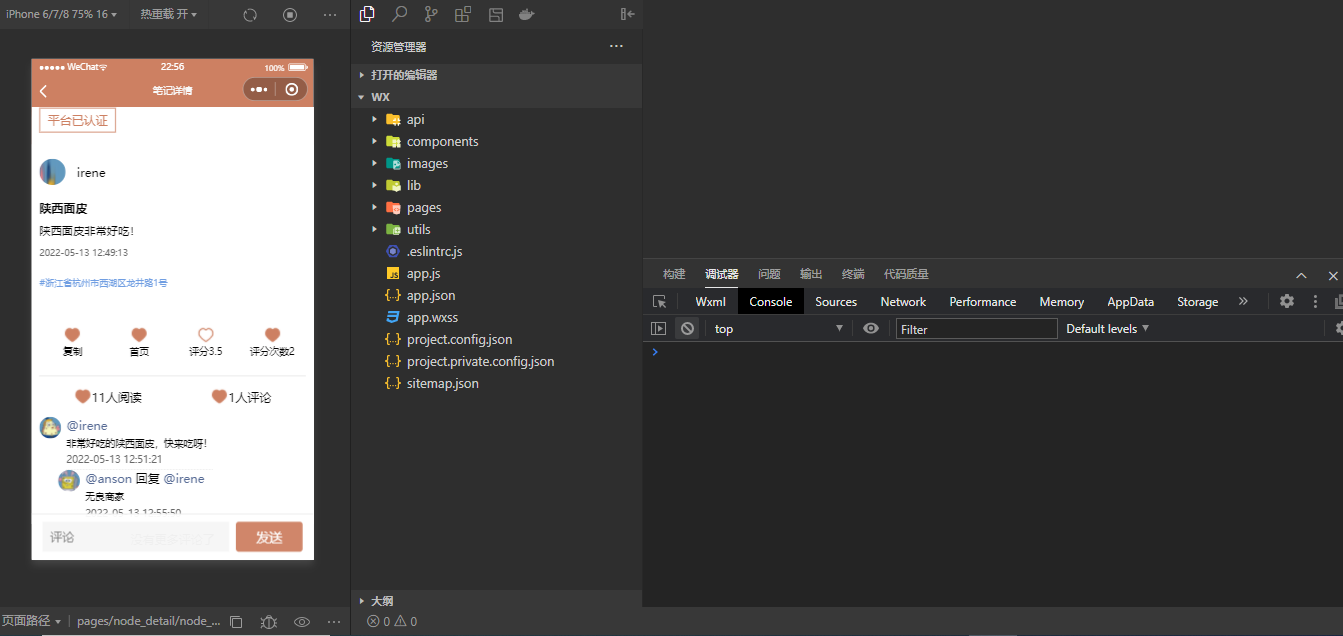 iPhone 6/7/8 75% 16
热重载 开
WeChat
22:56
100%
笔记详情
平台已认证
irene
陕西面皮
陕西面皮非常好吃！
2022-05-13 12:49:13
#浙江省杭州市西湖区龙井路1号
复制
首页
评分3.5
评分次数2
11人阅读
1人评论
@irene
非常好吃的陕西面皮，快来吃呀！
2022-05-13 12:51:21
@anson 回复 @irene
无良商家
2022-05-13 12:55:50
评论
发送
页面路径
pages/node_detail/node_...
资源管理器
打开的编辑器
WX
api
components
images
lib
pages
utils
.eslintrc.js
app.js
app.json
app.wxss
project.config.json
project.private.config.json
sitemap.json
大纲
0
0
构建
调试器
问题
输出
终端
代码质量
Wxml
Console
Sources
Network
Performance
Memory
AppData
Storage
top
Filter
Default levels